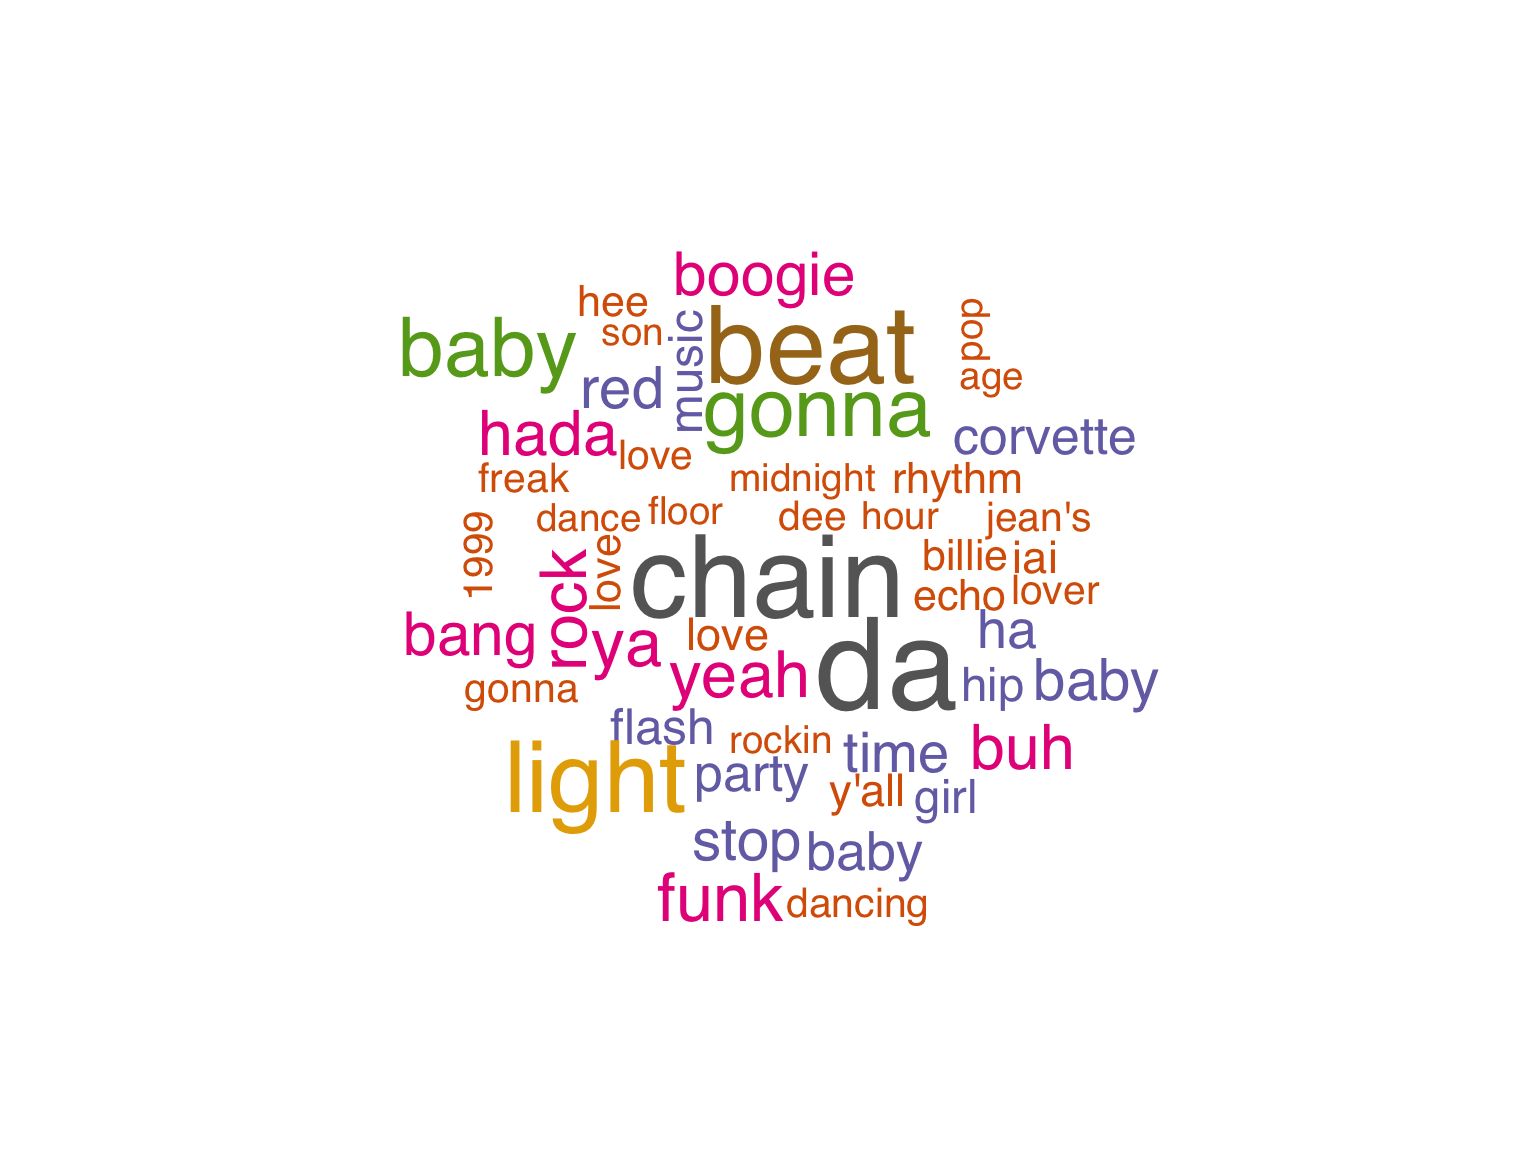 boogie
hee
baby
son
music
beat
pop
age
red
gonna
hada
love
corvette
freak
midnight
rhythm
1999
dance
floor
dee
hour
jean's
rock
love
chain
billie
jai
echo
lover
bang
ya
love
yeah
da
ha
hip
baby
gonna
flash
rockin
time
buh
light
party
y'all
girl
stop
baby
funk
dancing